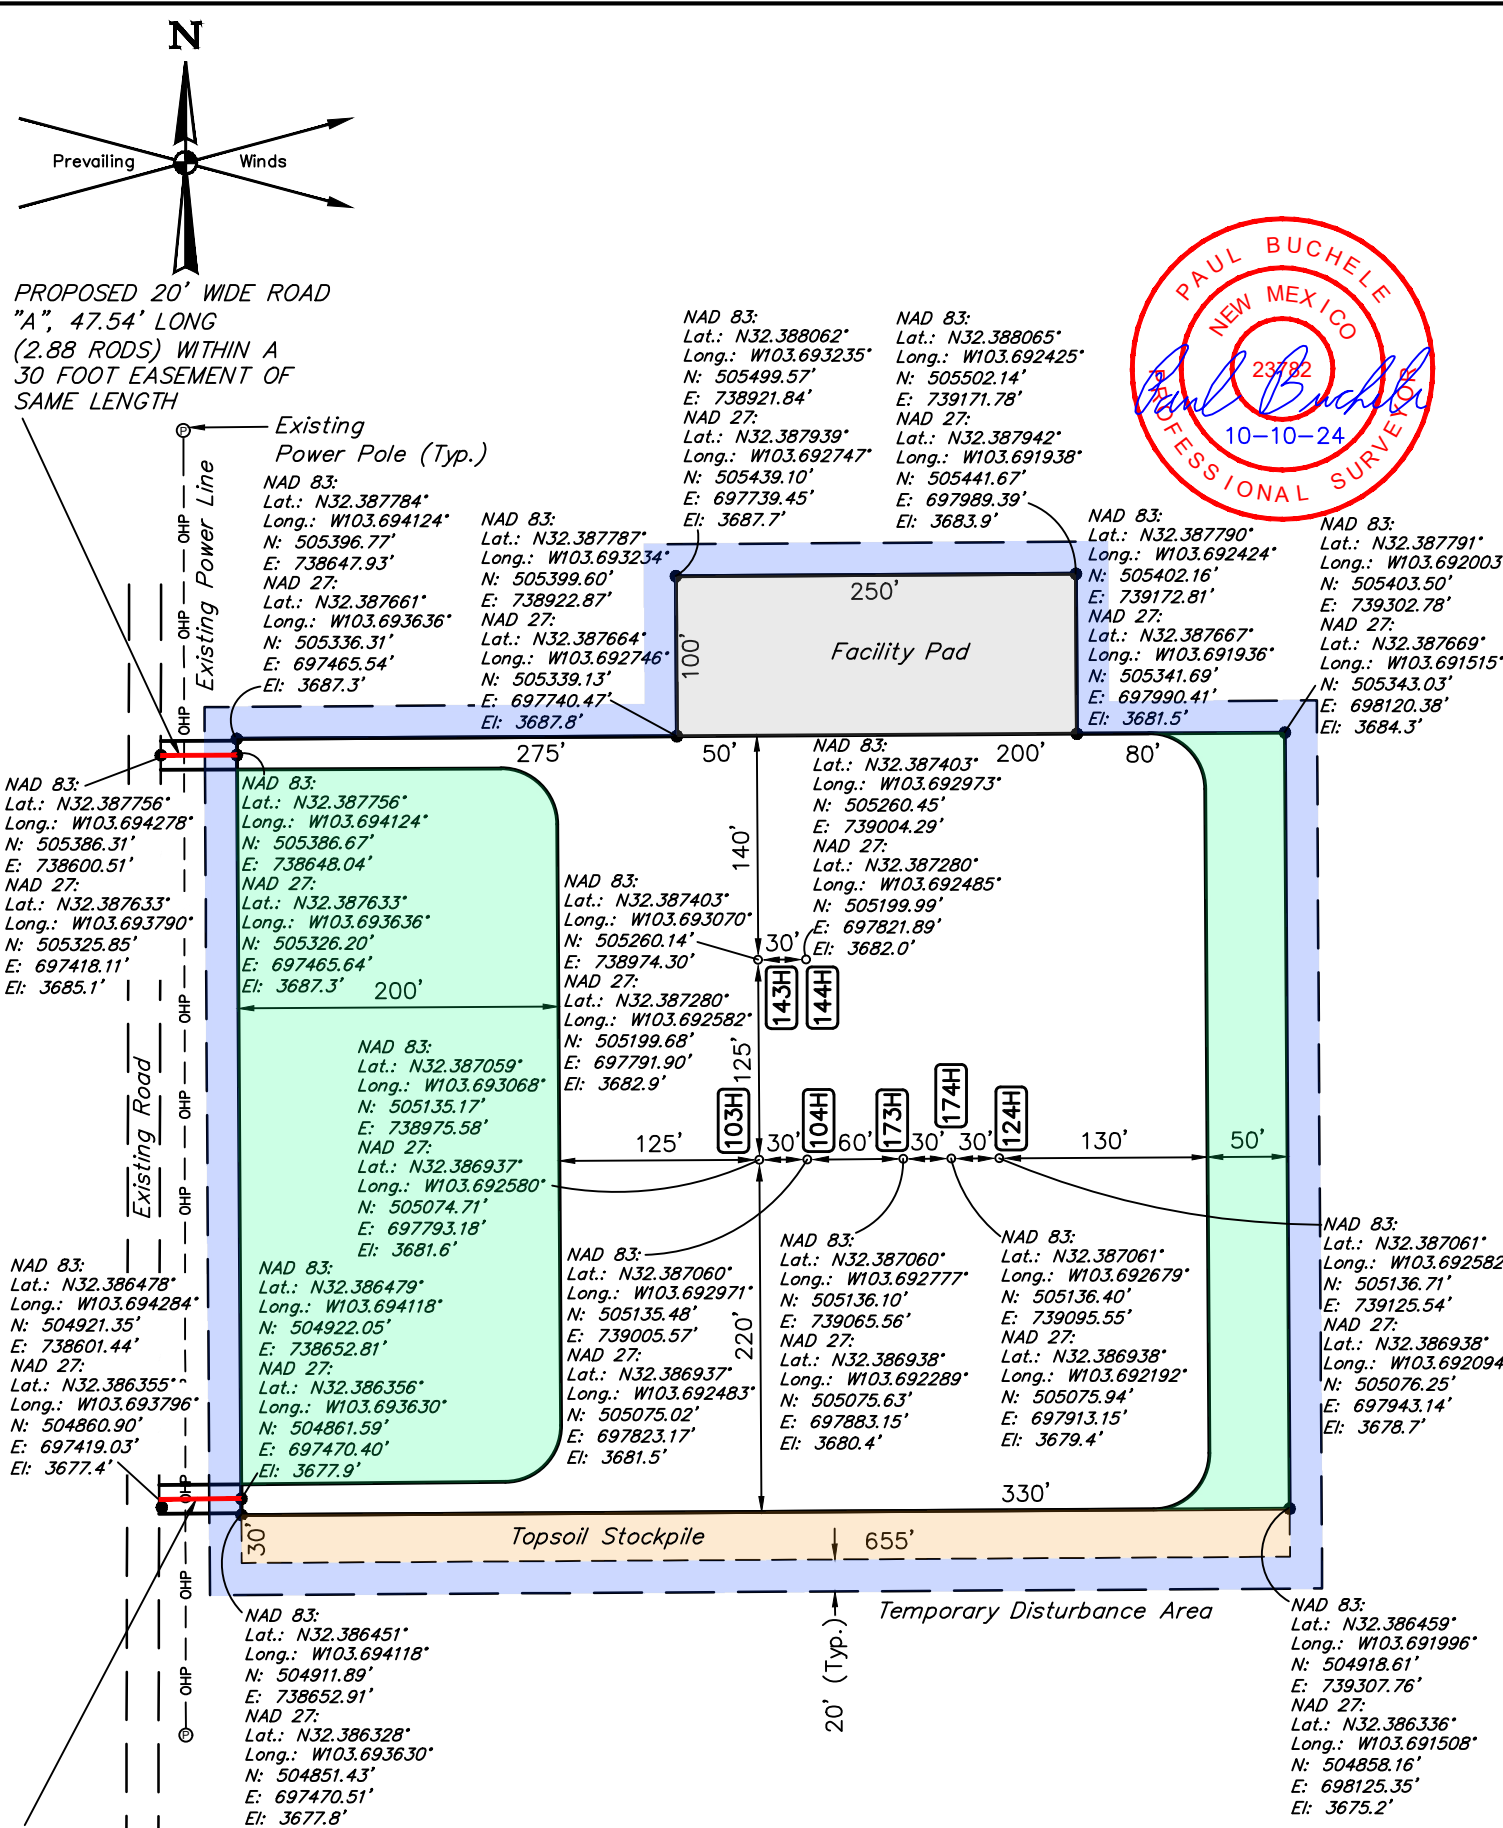 N
Prevailing Winds
PROPOSED 20' WIDE ROAD
"A", 47.54' LONG
(2.88 RODS) WITHIN A
30 FOOT EASEMENT OF
SAME LENGTH
PAUL BUCHELE
NEW MEXICO
23782
PROFESSIONAL SURVEYOR
Paul Buchele
10-10-24
P
Existing
Power Pole (Typ.)
Existing Power Line
OHP
OHP
OHP
NAD 83:
Lat.: N32.387784°
Long.: W103.694124°
N: 505396.77'
E: 738647.93'
NAD 27:
Lat.: N32.387661°
Long.: W103.693636°
N: 505336.31'
E: 697465.54'
El: 3687.3'
NAD 83:
Lat.: N32.387787°
Long.: W103.693234°
N: 505399.60'
E: 738922.87'
NAD 27:
Lat.: N32.387664°
Long.: W103.692746°
N: 505339.13'
E: 697740.47'
El: 3687.8'
NAD 83:
Lat.: N32.388062°
Long.: W103.693235°
N: 505499.57'
E: 738921.84'
NAD 27:
Lat.: N32.387939°
Long.: W103.692747°
N: 505439.10'
E: 697739.45'
El: 3687.7'
NAD 83:
Lat.: N32.388065°
Long.: W103.692425°
N: 505502.14'
E: 739171.78'
NAD 27:
Lat.: N32.387942°
Long.: W103.691938°
N: 505441.67'
E: 697989.39'
El: 3683.9'
NAD 83:
Lat.: N32.387790°
Long.: W103.692424°
N: 505402.16'
E: 739172.81'
NAD 27:
Lat.: N32.387667°
Long.: W103.691936°
N: 505341.69'
E: 697990.41'
El: 3681.5'
NAD 83:
Lat.: N32.387791°
Long.: W103.692003
N: 505403.50'
E: 739302.78'
NAD 27:
Lat.: N32.387669°
Long.: W103.691515°
N: 505343.03'
E: 698120.38'
El: 3684.3'
250'
100'
Facility Pad
275'
50'
200'
80'
NAD 83:
Lat.: N32.387756°
Long.: W103.694278°
N: 505386.31'
E: 738600.51'
NAD 27:
Lat.: N32.387633°
Long.: W103.693790°
N: 505325.85'
E: 697418.11'
El: 3685.1'
NAD 83:
Lat.: N32.387756°
Long.: W103.694124°
N: 505386.67'
E: 738648.04'
NAD 27:
Lat.: N32.387633°
Long.: W103.693636°
N: 505326.20'
E: 697465.64'
El: 3687.3'
200'
NAD 83:
Lat.: N32.387403°
Long.: W103.693070°
N: 505260.14'
E: 738974.30'
NAD 27:
Lat.: N32.387280°
Long.: W103.692582°
N: 505199.68'
E: 697791.90'
El: 3682.9'
NAD 83:
Lat.: N32.387403°
Long.: W103.692973°
N: 505260.45'
E: 739004.29'
NAD 27:
Lat.: N32.387280°
Long.: W103.692485°
N: 505199.99'
E: 697821.89'
El: 3682.0'
140'
30'
143H
144H
125'
OHP
Existing Road
OHP
OHP
NAD 83:
Lat.: N32.387059°
Long.: W103.693068°
N: 505135.17'
E: 738975.58'
NAD 27:
Lat.: N32.386937°
Long.: W103.692580°
N: 505074.71'
E: 697793.18'
El: 3681.6'
103H
104H
173H
174H
124H
125'
30'
60'
30'
30'
130'
50'
NAD 83:
Lat.: N32.386478°
Long.: W103.694284°
N: 504921.35'
E: 738601.44'
NAD 27:
Lat.: N32.386355°
Long.: W103.693796°
N: 504860.90'
E: 697419.03'
El: 3677.4'
NAD 83:
Lat.: N32.386479°
Long.: W103.694118°
N: 504922.05'
E: 738652.81'
NAD 27:
Lat.: N32.386356°
Long.: W103.693630°
N: 504861.59'
E: 697470.40'
El: 3677.9'
NAD 83:
Lat.: N32.387060°
Long.: W103.692971°
N: 505135.48'
E: 739005.57'
NAD 27:
Lat.: N32.386937°
Long.: W103.692483°
N: 505075.02'
E: 697823.17'
El: 3681.5'
220'
NAD 83:
Lat.: N32.387060°
Long.: W103.692777°
N: 505136.10'
E: 739065.56'
NAD 27:
Lat.: N32.386938°
Long.: W103.692289°
N: 505075.63'
E: 697883.15'
El: 3680.4'
NAD 83:
Lat.: N32.387061°
Long.: W103.692679°
N: 505136.40'
E: 739095.55'
NAD 27:
Lat.: N32.386938°
Long.: W103.692192°
N: 505075.94'
E: 697913.15'
El: 3679.4'
NAD 83:
Lat.: N32.387061°
Long.: W103.692582
N: 505136.71'
E: 739125.54'
NAD 27:
Lat.: N32.386938°
Long.: W103.692094
N: 505076.25'
E: 697943.14'
El: 3678.7'
330'
OHP
30'
Topsoil Stockpile
655'
OHP
OHP
P
Temporary Disturbance Area
20' (Typ.)
NAD 83:
Lat.: N32.386451°
Long.: W103.694118°
N: 504911.89'
E: 738652.91'
NAD 27:
Lat.: N32.386328°
Long.: W103.693630°
N: 504851.43'
E: 697470.51'
El: 3677.8'
NAD 83:
Lat.: N32.386459°
Long.: W103.691996°
N: 504918.61'
E: 739307.76'
NAD 27:
Lat.: N32.386336°
Long.: W103.691508°
N: 504858.16'
E: 698125.35'
El: 3675.2'